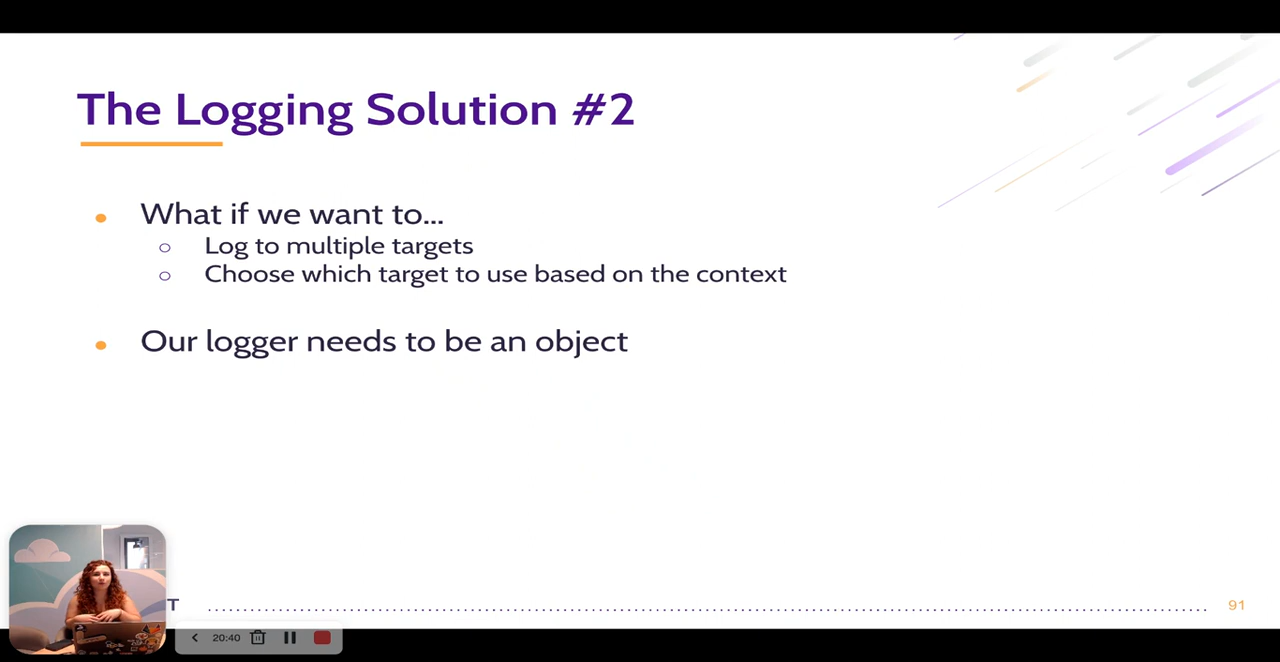 The Logging Solution #2
What if we want to...
Log to multiple targets
Choose which target to use based on the context
Our logger needs to be an object
T
91
20:40